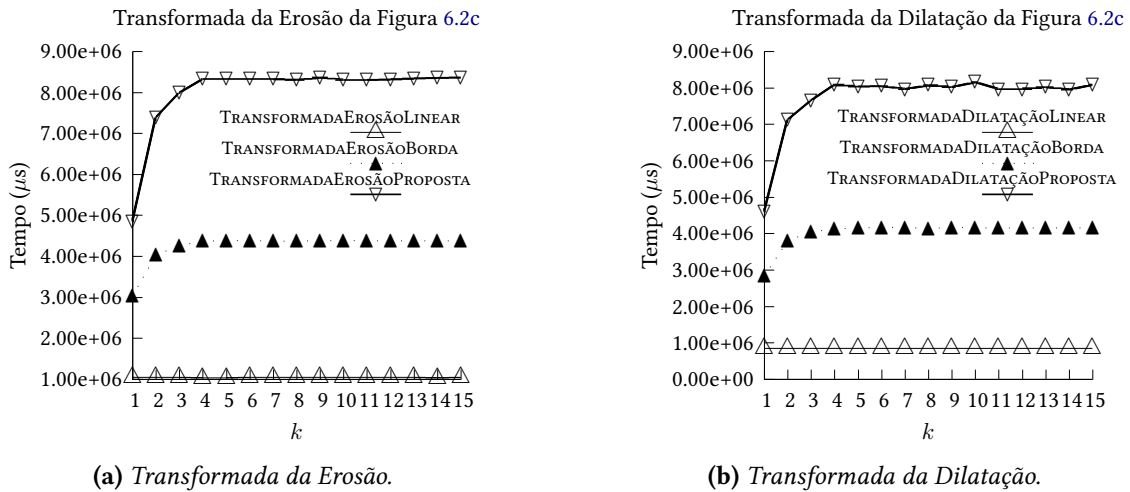 Transformada da Erosão da Figura 6.2c
9.00e+06
8.00e+06
7.00e+06
6.00e+06
5.00e+06
4.00e+06
3.00e+06
2.00e+06
1.00e+06
Tempo (µs)
TransformadaErosãoLinear
TransformadaErosãoBorda
TransformadaErosãoProposta
1 2 3 4 5 6 7 8 9 10 11 12 13 14 15
k
(a) Transformada da Erosão.
Transformada da Dilatação da Figura 6.2c
9.00e+06
8.00e+06
7.00e+06
6.00e+06
5.00e+06
4.00e+06
3.00e+06
2.00e+06
1.00e+06
0.00e+00
Tempo (µs)
TransformadaDilataçãoLinear
TransformadaDilataçãoBorda
TransformadaDilataçãoProposta
1 2 3 4 5 6 7 8 9 10 11 12 13 14 15
k
(b) Transformada da Dilatação.